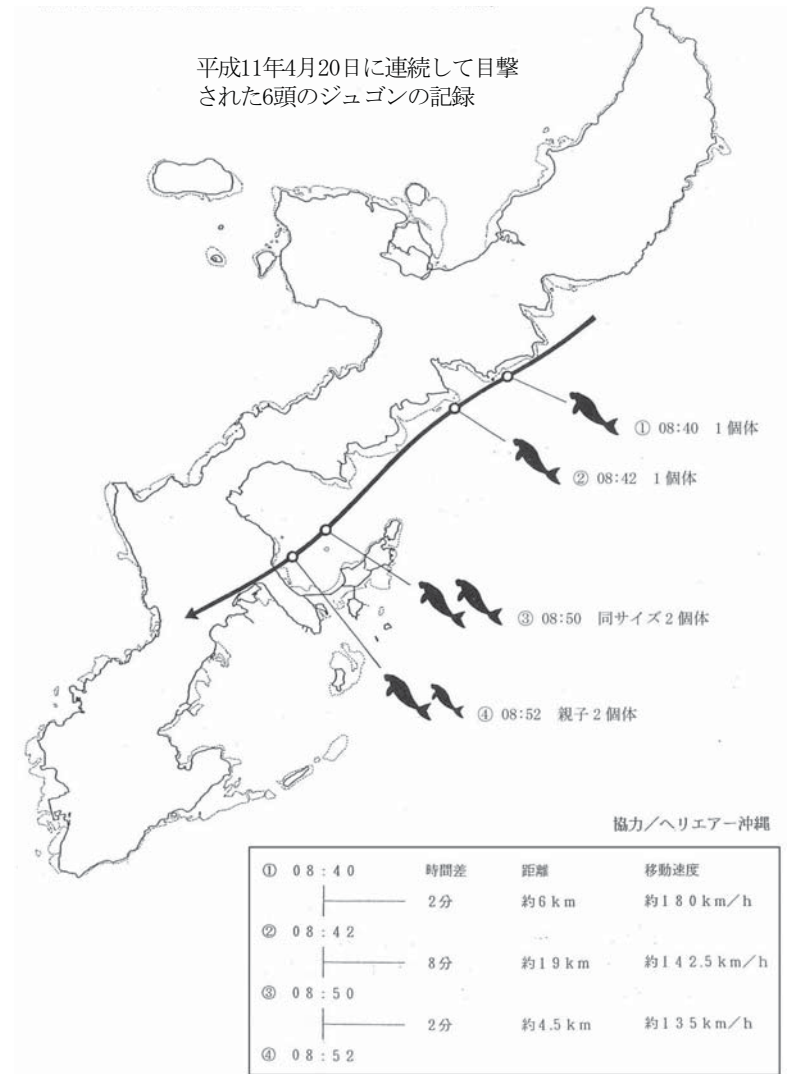 平成11年4月20日に連続して目撃
された6頭のジュゴンの記録
① 08:40 1個体
② 08:42 1個体
③ 08:50 同サイズ2個体
④ 08:52 親子2個体
協力/ヘリエアー沖縄
① 08:40 時間差 距離 移動速度
2分 約6km 約180km/h
② 08:42
8分 約19km 約142.5km/h
③ 08:50
2分 約4.5km 約135km/h
④ 08:52